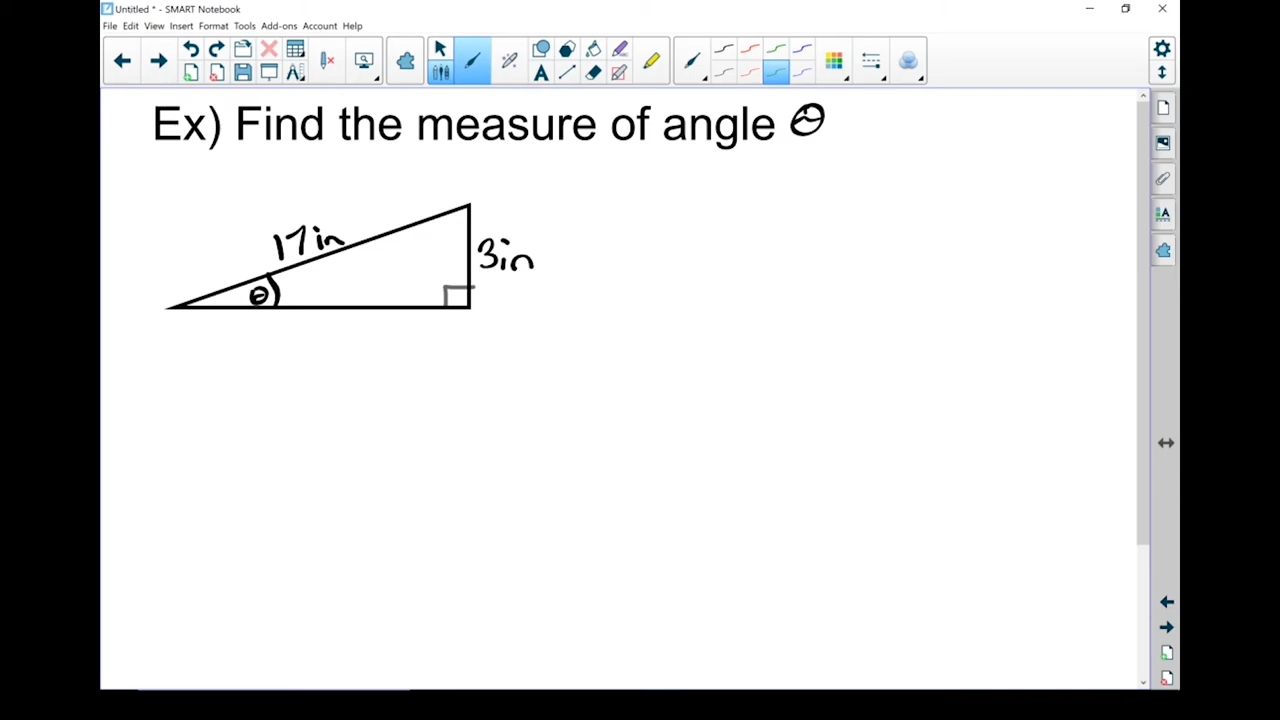 Untitled * - SMART Notebook
File Edit View Insert Format Tools Add-ons Account Help
Ex) Find the measure of angle θ
17in
3in
θ